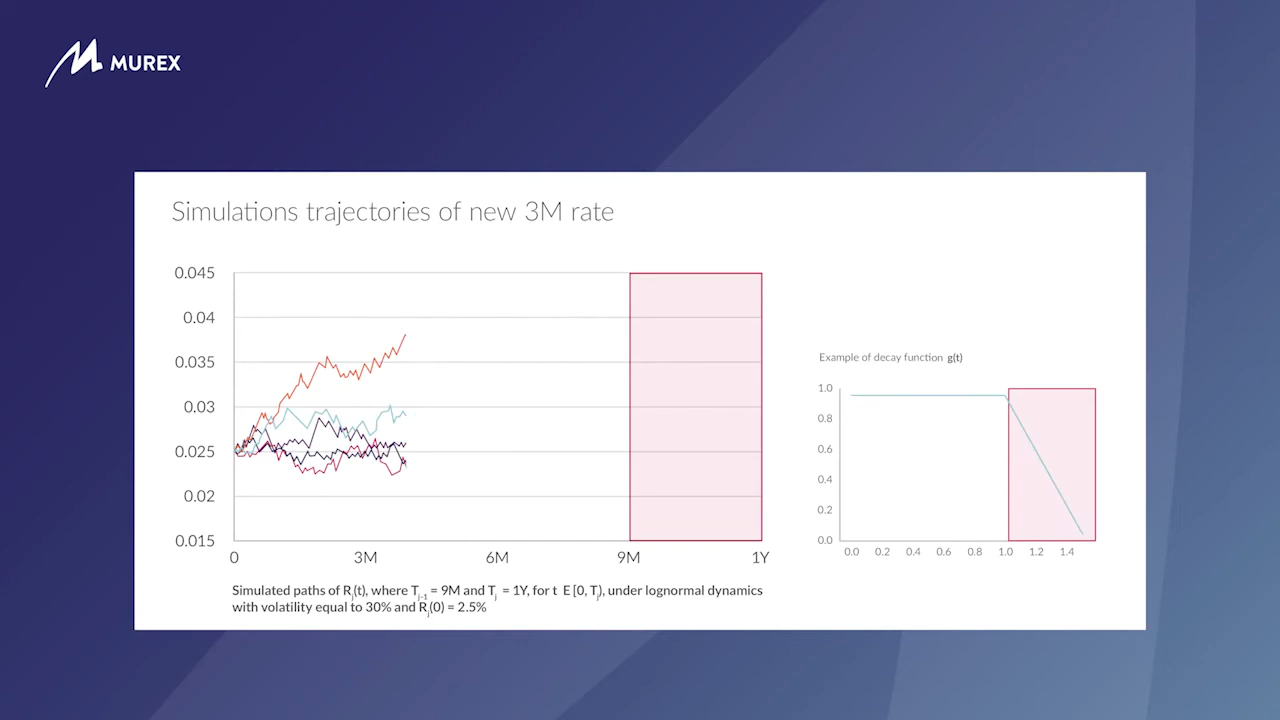 MUREX
Simulations trajectories of new 3M rate
0.045
0.04
0.035
0.03
0.025
0.02
0.015
0 3M 6M 9M 1Y
Simulated paths of Rj(t), where Tj-1 = 9M and Tj = 1Y, for t E [0, Tj), under lognormal dynamics
with volatility equal to 30% and Rj(0) = 2.5%
Example of decay function g(t)
1.0
0.8
0.6
0.4
0.2
0.0
0.0 0.2 0.4 0.6 0.8 1.0 1.2 1.4